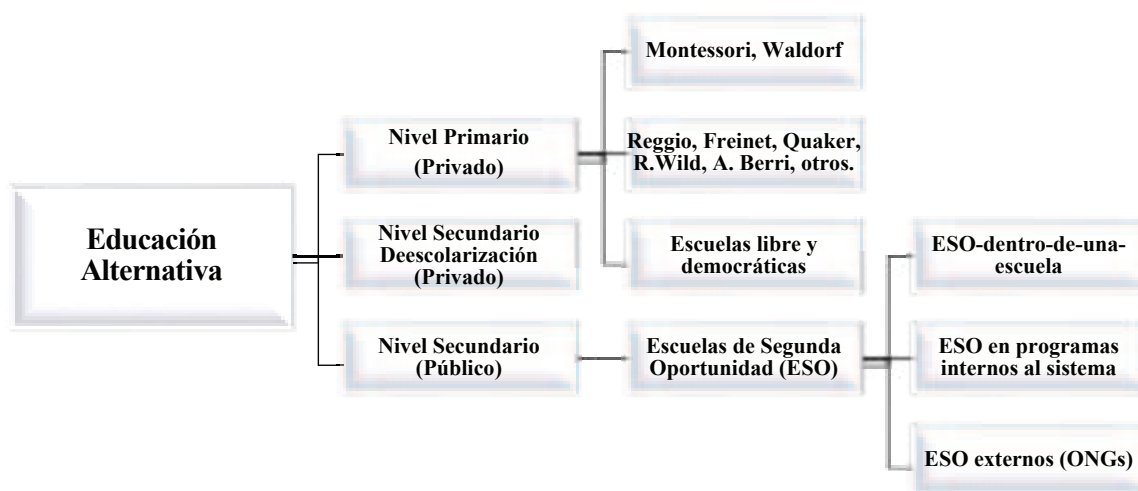 Montessori, Waldorf
Nivel Primario
(Privado)
Reggio, Freinet, Quaker,
R.Wild, A. Berri, otros.
Educación
Alternativa
Nivel Secundario
Deescolarización
(Privado)
Escuelas libre y
democráticas
ESO-dentro-de-una-
escuela
Nivel Secundario
(Público)
Escuelas de Segunda
Oportunidad (ESO)
ESO en programas
internos al sistema
ESO externos (ONGs)